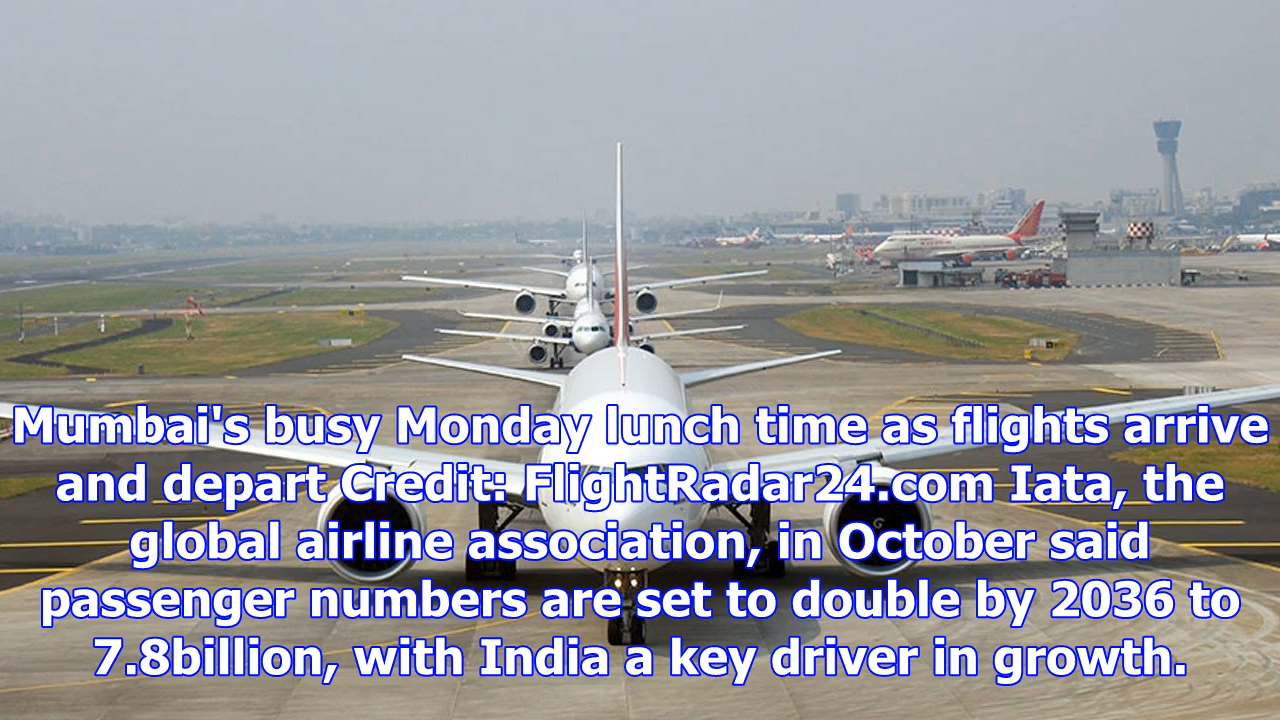 Mumbai's busy Monday lunch time as flights arrive
and depart Credit: FlightRadar24.com Iata, the
global airline association, in October said
passenger numbers are set to double by 2036 to
7.8billion, with India a key driver in growth.